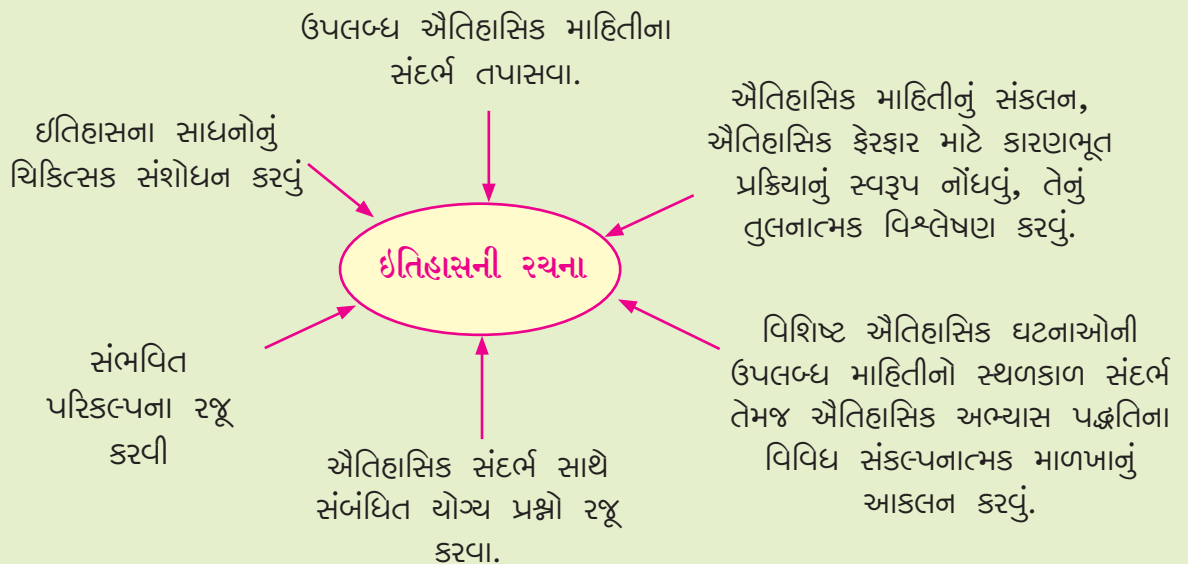 ઉપલબ્ધ ઐતિહાસિક માહિતીના
સંદર્ભ તપાસવા.
ઐતિહાસિક માહિતીનું સંકલન,
ઐતિહાસિક ફેરફાર માટે કારણભૂત
પ્રક્રિયાનું સ્વરૂપ નોંધવું, તેનું
તુલનાત્મક વિશ્લેષણ કરવું.
ઈતિહાસના સાધનોનું
ચિકિત્સક સંશોધન કરવું
ઇતિહાસની રચના
વિશિષ્ટ ઐતિહાસિક ઘટનાઓની
ઉપલબ્ધ માહિતીનો સ્થળકાળ સંદર્ભ
તેમજ ઐતિહાસિક અભ્યાસ પદ્ધતિના
વિવિધ સંકલ્પનાત્મક માળખાનું
આકલન કરવું.
સંભવિત
પરિકલ્પના રજૂ
કરવી
ઐતિહાસિક સંદર્ભ સાથે
સંબંધિત યોગ્ય પ્રશ્નો રજૂ
કરવા.